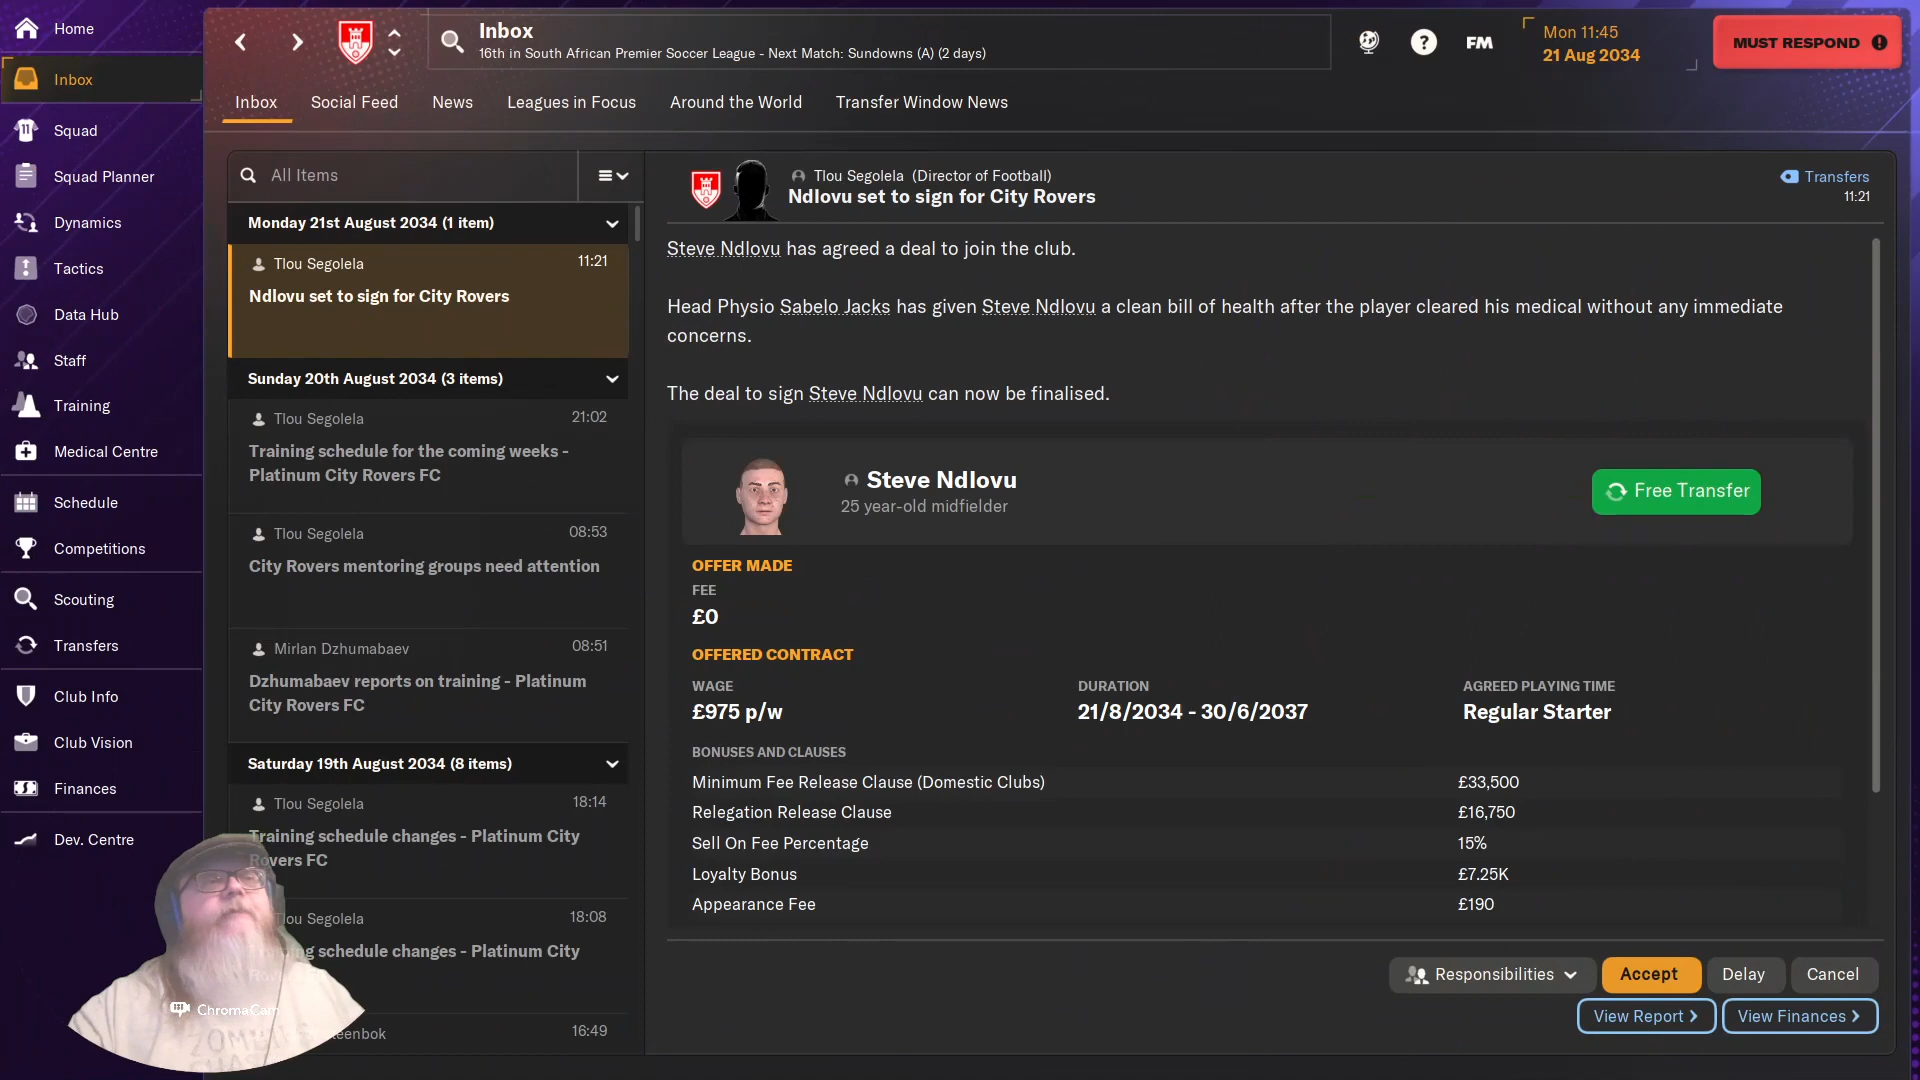 Home
Inbox
Squad
Squad Planner
Dynamics
Tactics
Data Hub
Staff
Training
Medical Centre
Schedule
Competitions
Scouting
Transfers
Club Info
Club Vision
Finances
Dev. Centre
Inbox
16th in South African Premier Soccer League - Next Match: Sundowns (A) (2 days)
FM
Mon 11:45
21 Aug 2034
MUST RESPOND
Inbox Social Feed News Leagues in Focus Around the World Transfer Window News
All Items
Monday 21st August 2034 (1 item)
Tlou Segolela 11:21
Ndlovu set to sign for City Rovers
Sunday 20th August 2034 (3 items)
Tlou Segolela 21:02
Training schedule for the coming weeks -
Platinum City Rovers FC
Tlou Segolela 08:53
City Rovers mentoring groups need attention
Mirlan Dzhumabaev 08:51
Dzhumabaev reports on training - Platinum
City Rovers FC
Saturday 19th August 2034 (8 items)
Tlou Segolela 18:14
Training schedule changes - Platinum City
Rovers FC
Tlou Segolela 18:08
schedule changes - Platinum City
16:49
ChromaCam
Tlou Segolela (Director of Football)
Ndlovu set to sign for City Rovers
Transfers
11:21
Steve Ndlovu has agreed a deal to join the club.
Head Physio Sabelo Jacks has given Steve Ndlovu a clean bill of health after the player cleared his medical without any immediate
concerns.
The deal to sign Steve Ndlovu can now be finalised.
Steve Ndlovu
25 year-old midfielder
Free Transfer
OFFER MADE
FEE
£0
OFFERED CONTRACT
WAGE DURATION AGREED PLAYING TIME
£975 p/w 21/8/2034 - 30/6/2037 Regular Starter
BONUSES AND CLAUSES
Minimum Fee Release Clause (Domestic Clubs) £33,500
Relegation Release Clause £16,750
Sell On Fee Percentage 15%
Loyalty Bonus £7.25K
Appearance Fee £190
Responsibilities Accept Delay Cancel
View Report View Finances